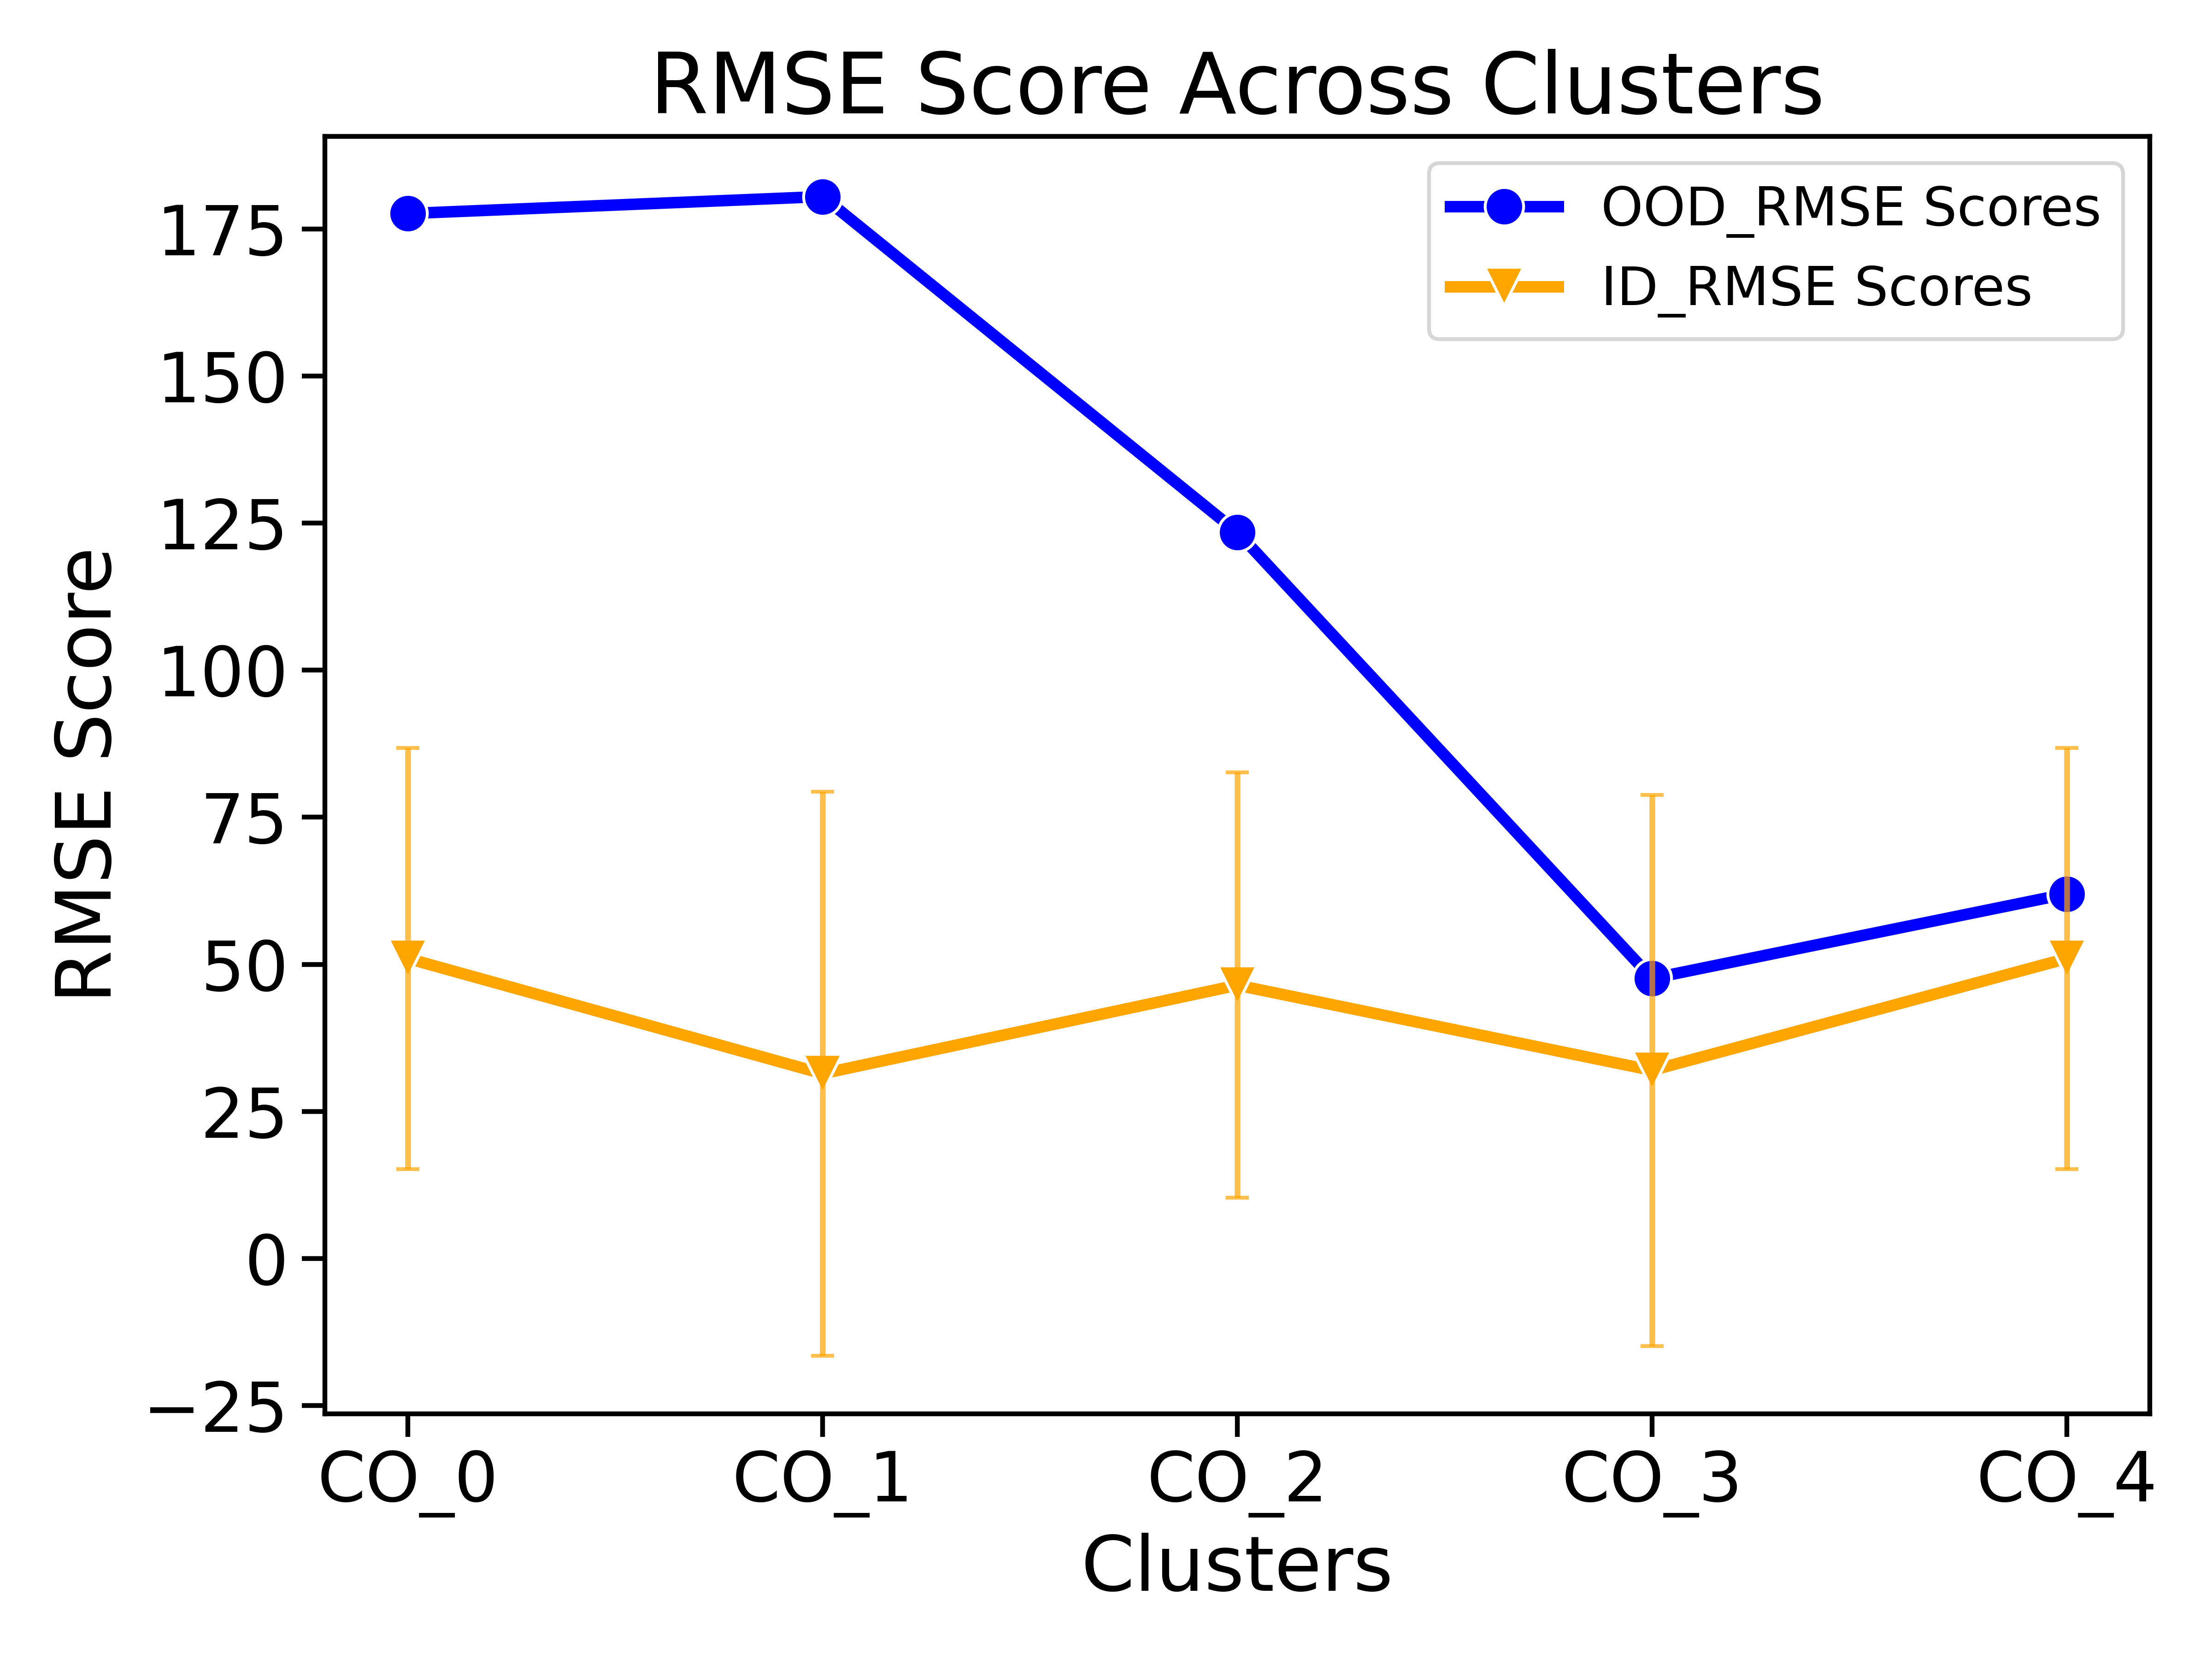 RMSE Score Across Clusters
OOD_RMSE Scores
ID_RMSE Scores
RMSE Score
175
150
125
100
75
50
25
0
−25
CO_0 CO_1 CO_2 CO_3 CO_4
Clusters